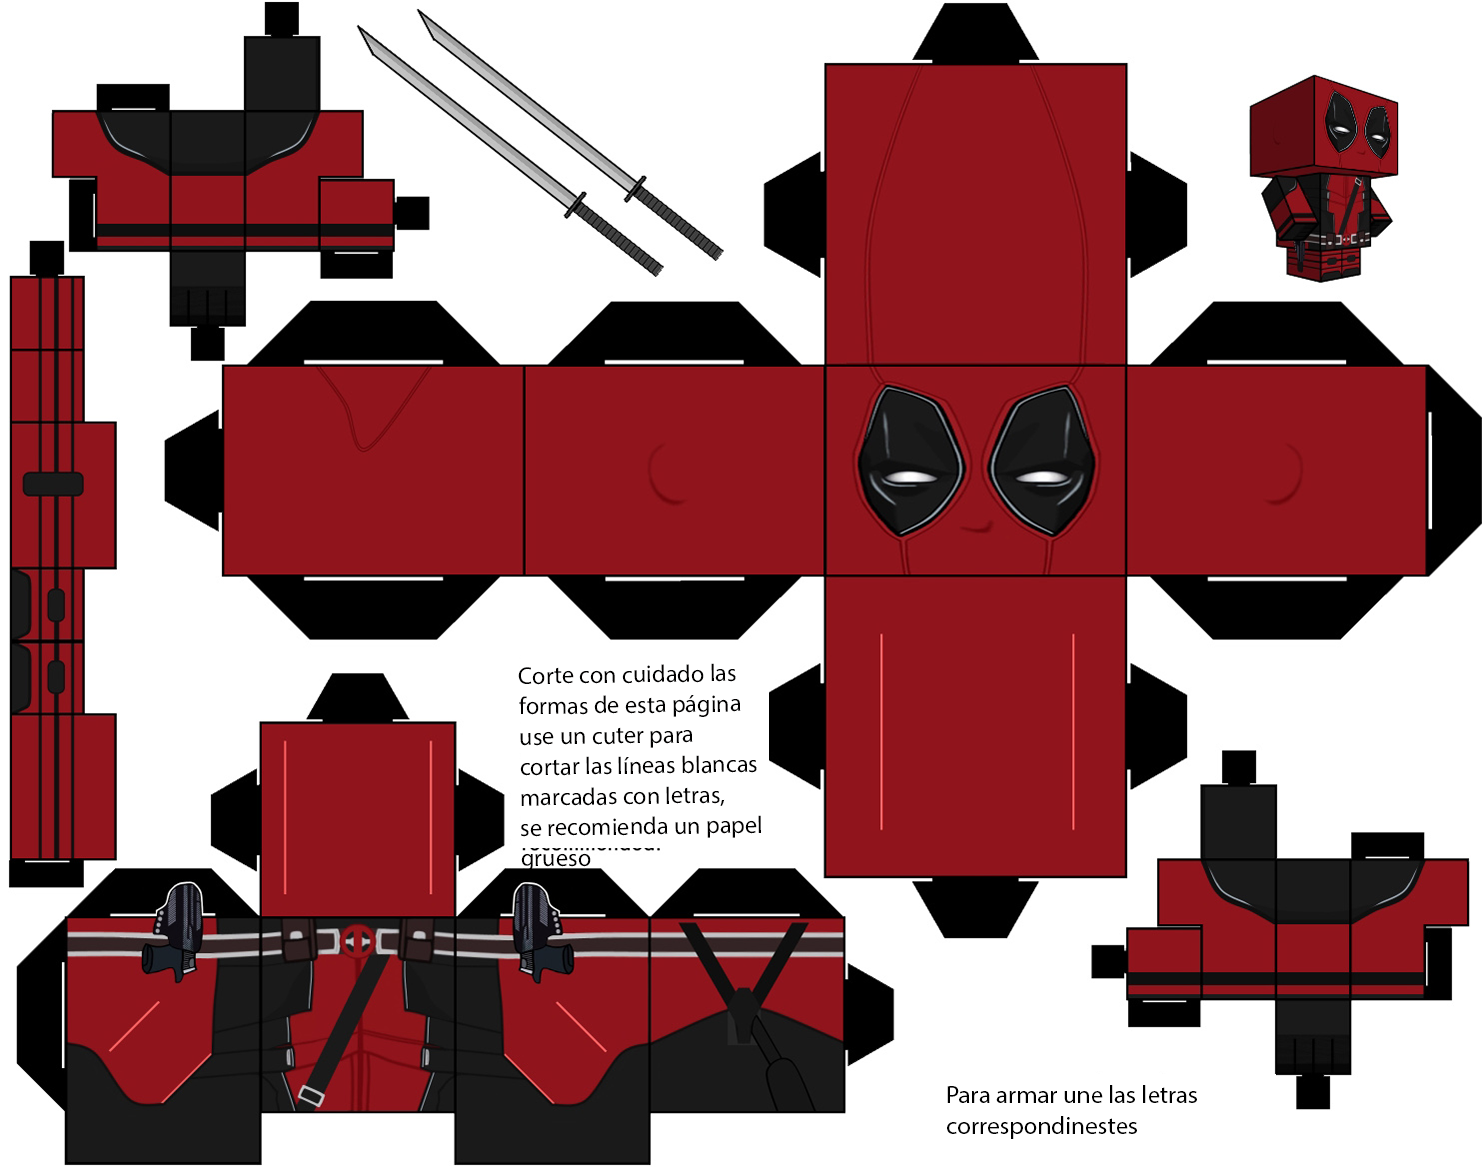 Corte con cuidado las
formas de esta página
use un cuter para
cortar las líneas blancas
marcadas con letras,
se recomienda un papel
grueso
Para armar une las letras
correspondinestes